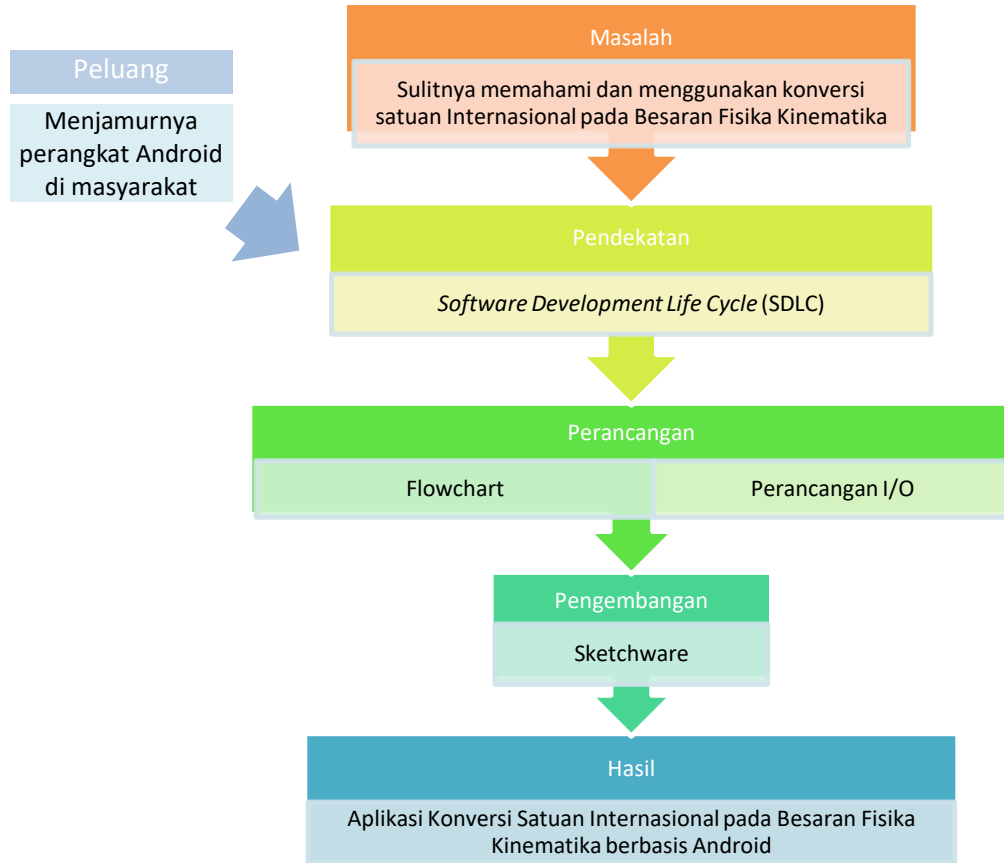 Masalah
Sulitnya memahami dan menggunakan konversi
satuan Internasional pada Besaran Fisika Kinematika
Peluang
Menjamurnya
perangkat Android
di masyarakat
Pendekatan
Software Development Life Cycle (SDLC)
Perancangan
Flowchart
Perancangan I/O
Pengembangan
Sketchware
Hasil
Aplikasi Konversi Satuan Internasional pada Besaran Fisika
Kinematika berbasis Android